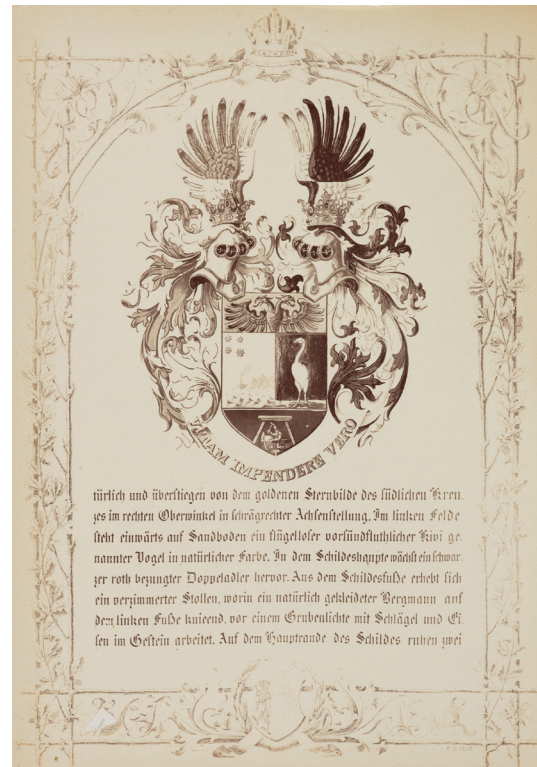 VITAM IMPENDERE VERO
türlich und überstiegen von dem goldenen Sternbilde des südlichen Kreu
zes im rechten Oberwinkel in schrägrechter Achsenstellung. Im linken Felde
steht einwärts auf Sandboden ein flügelloser vorsündfluthlicher Kivi ge
nannter Vogel in natürlicher Farbe. In dem Schildeshaupte wächst ein schwar
zer roth bezungter Doppeladler hervor. Aus dem Schildesfuße erhebt sich
ein verzimmerter Stollen, worin ein natürlich gekleideter Bergmann auf
dem linken Fuße knieend, vor einem Grubenlichte mit Schlägel und Ei
sen im Gestein arbeitet. Auf dem Hauptrande des Schildes ruhen zwei